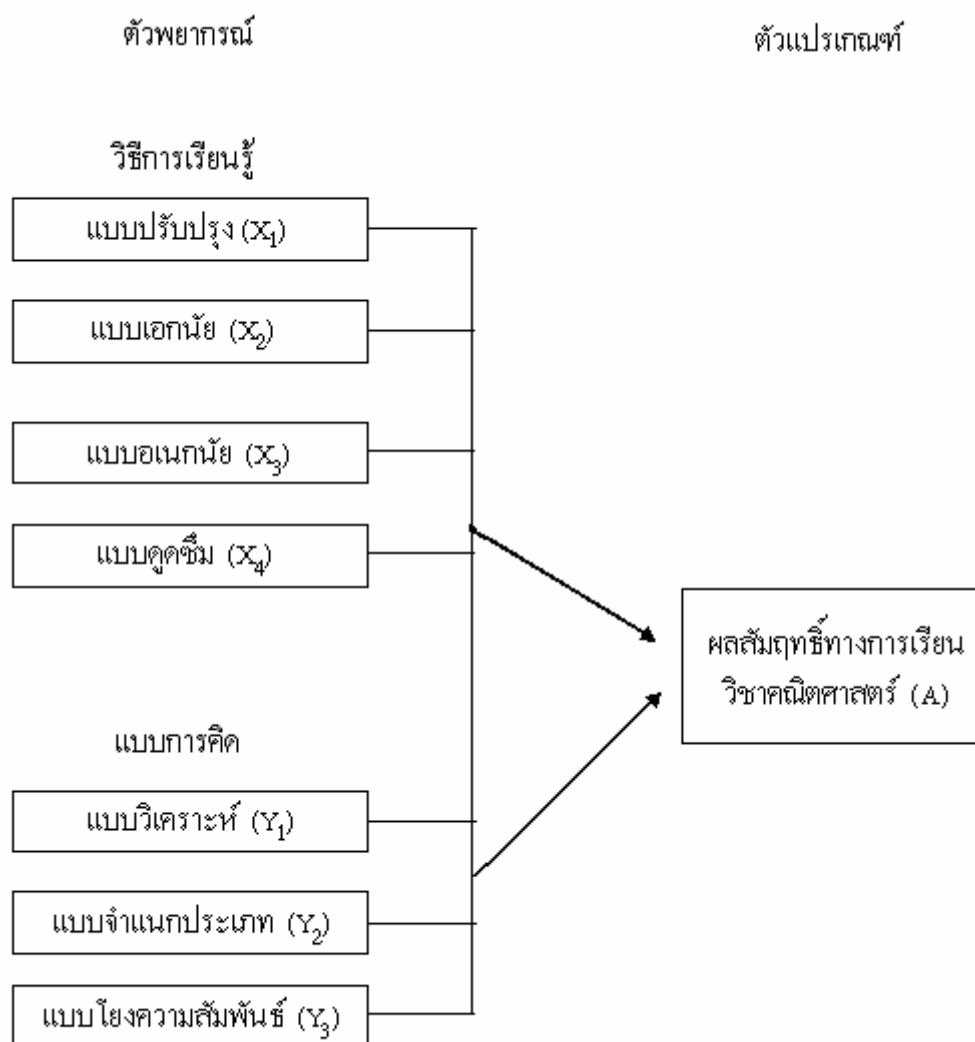 ตัวพยากรณ์
ตัวแปรเกณฑ์
วิธีการเรียนรู้
แบบปรับปรุง (X₁)
แบบเอกนัย (X₂)
แบบอเนกนัย (X₃)
แบบดูดซึม (X₄)
ผลสัมฤทธิ์ทางการเรียน
วิชาคณิตศาสตร์ (A)
แบบการคิด
แบบวิเคราะห์ (Y₁)
แบบจำแนกประเภท (Y₂)
แบบโยงความสัมพันธ์ (Y₃)